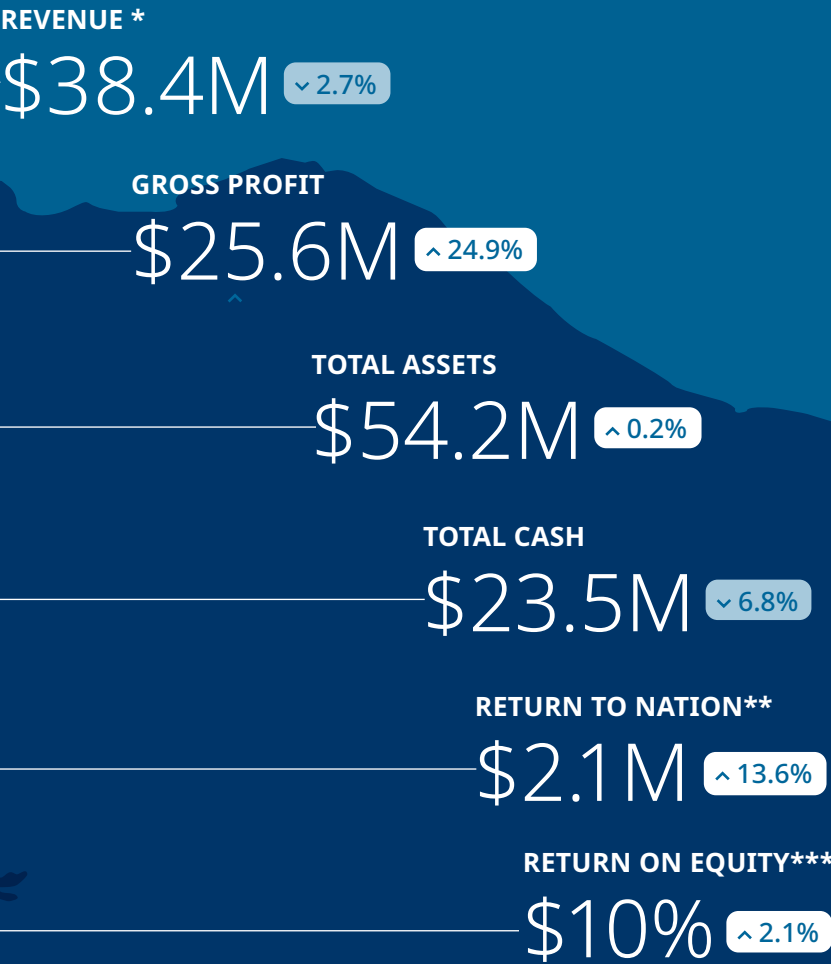 REVENUE *
$38.4M 2.7%
GROSS PROFIT
$25.6M 24.9%
TOTAL ASSETS
$54.2M 0.2%
TOTAL CASH
$23.5M 6.8%
RETURN TO NATION**
$2.1M 13.6%
RETURN ON EQUITY***
$10% 2.1%